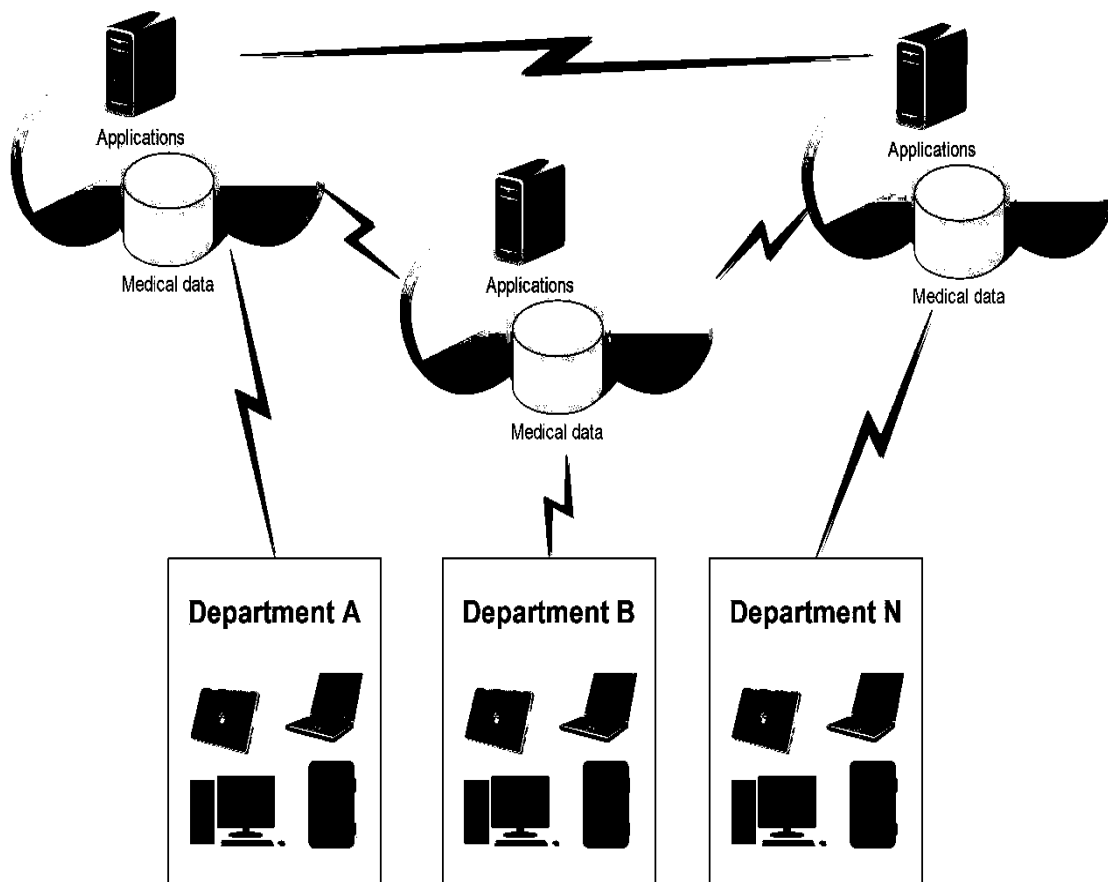 Applications
Medical data
Applications
Medical data
Applications
Medical data
Department A
Department B
Department N